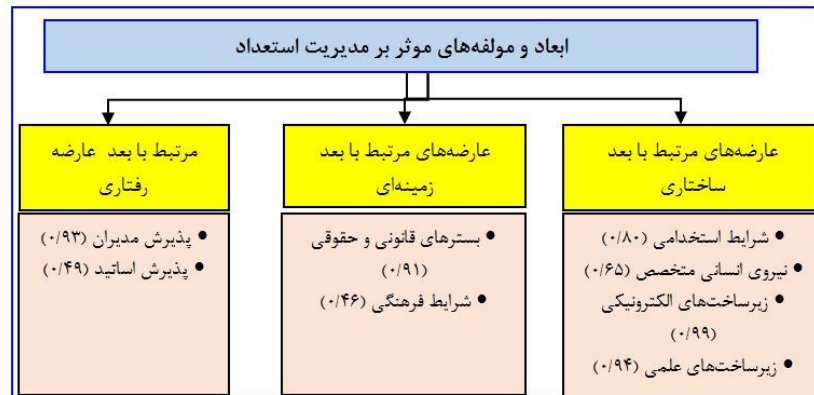 ابعاد و مولفه‌های موثر بر مدیریت استعداد
عارضه‌های مرتبط با بعد
ساختاری
• شرایط استخدامی (۰/۸۰)
• نیروی انسانی متخصص (۰/۶۵)
• زیرساخت‌های الکترونیکی
(۰/۹۹)
• زیرساخت‌های علمی (۰/۹۴)
عارضه‌های مرتبط با بعد
زمینه‌ای
• بسترهای قانونی و حقوقی
(۰/۹۱)
• شرایط فرهنگی (۰/۴۶)
مرتبط با بعد عارضه
رفتاری
• پذیرش مدیران (۰/۹۳)
• پذیرش اساتید (۰/۴۹)